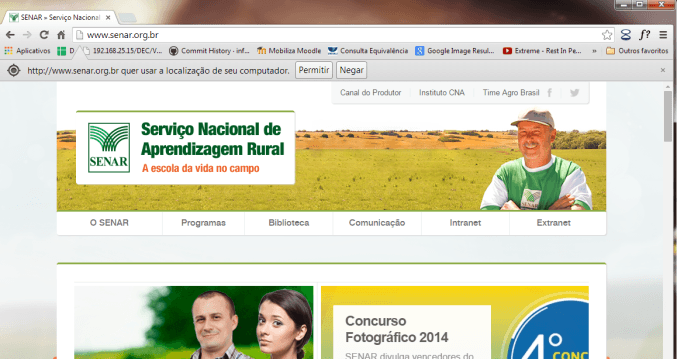 SENAR » Serviço Nacional
www.senar.org.br
Aplicativos
D
192.168.25.15/DEC/V...
Commit History - inf...
Mobiliza Moodle
Consulta Equivalência
Google Image Resul...
Extreme - Rest In Pe...
»
Outros favoritos
http://www.senar.org.br quer usar a localização de seu computador.
Permitir
Negar
Canal do Produtor
Instituto CNA
Time Agro Brasil
SENAR
Serviço Nacional de
Aprendizagem Rural
A escola da vida no campo
O SENAR
Programas
Biblioteca
Comunicação
Intranet
Extranet
Concurso
Fotográfico 2014
SENAR divulga vencedores do
4º
CONC